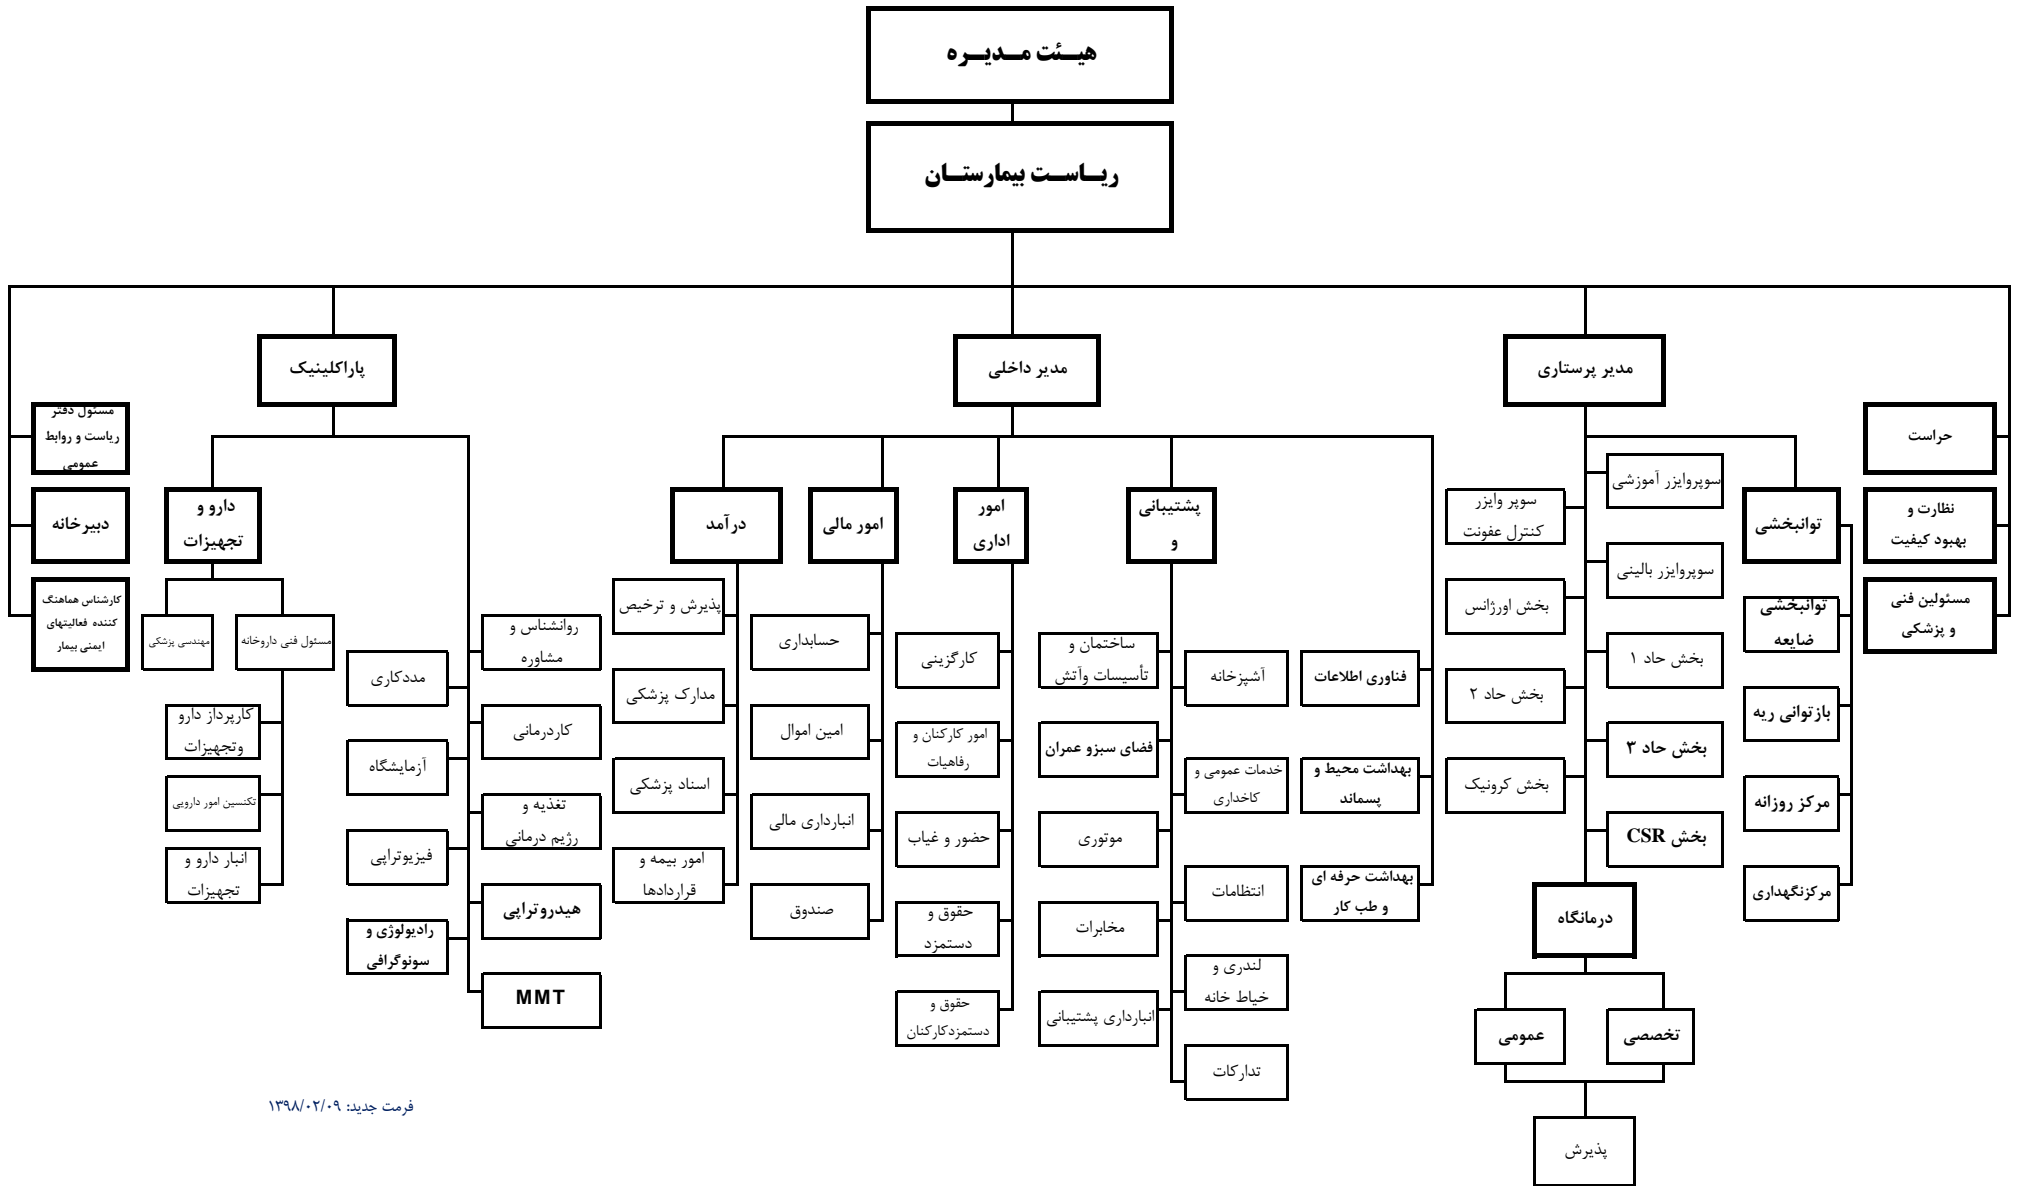 هیئت مدیره
ریاست بیمارستان
پاراکلینیک
مدیر داخلی
مدیر پرستاری
مسئول دفتر
ریاست و روابط
عمومی
دبیرخانه
کارشناس هماهنگ
کننده فعالیتهای
ایمنی بیمار
حراست
نظارت و
بهبود کیفیت
مسئولین فنی
و پزشکی
توانبخشی
توانبخشی
ضایعه
بازتوانی ریه
مرکز روزانه
مرکزنگهداری
سوپروایزر آموزشی
سوپر وایزر
کنترل عفونت
سوپروایزر بالینی
بخش اورژانس
بخش حاد ۱
بخش حاد ۲
بخش حاد ۳
بخش کرونیک
بخش CSR
درمانگاه
تخصصی
عمومی
پذیرش
پشتیبانی
و
امور
اداری
امور مالی
درآمد
فناوری اطلاعات
بهداشت محیط و
پسماند
بهداشت حرفه ای
و طب کار
آشپزخانه
خدمات عمومی و
کاخداری
انتظامات
لندری و
خیاط خانه
تدارکات
ساختمان و
تأسیسات وآتش
فضای سبزو عمران
موتوری
مخابرات
انبارداری پشتیبانی
کارگزینی
امور کارکنان و
رفاهیات
حضور و غیاب
حقوق و
دستمزد
حقوق و
دستمزدکارکنان
حسابداری
امین اموال
انبارداری مالی
صندوق
پذیرش و ترخیص
مدارک پزشکی
اسناد پزشکی
امور بیمه و
قراردادها
روانشناس و
مشاوره
مددکاری
کاردرمانی
آزمایشگاه
تغذیه و
رژیم درمانی
فیزیوتراپی
هیدروتراپی
رادیولوژی و
سونوگرافی
MMT
دارو و
تجهیزات
مسئول فنی داروخانه
مهندسی پزشکی
کارپرداز دارو
وتجهیزات
تکنسین امور دارویی
انبار دارو و
تجهیزات
فرمت جدید: ۱۳۹۸/۰۲/۰۹